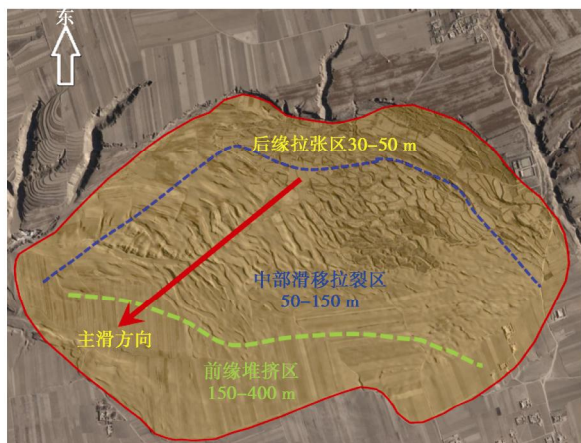 东
后缘拉张区30-50 m
中部滑移拉裂区
50-150 m
主滑方向
前缘堆挤区
150-400 m